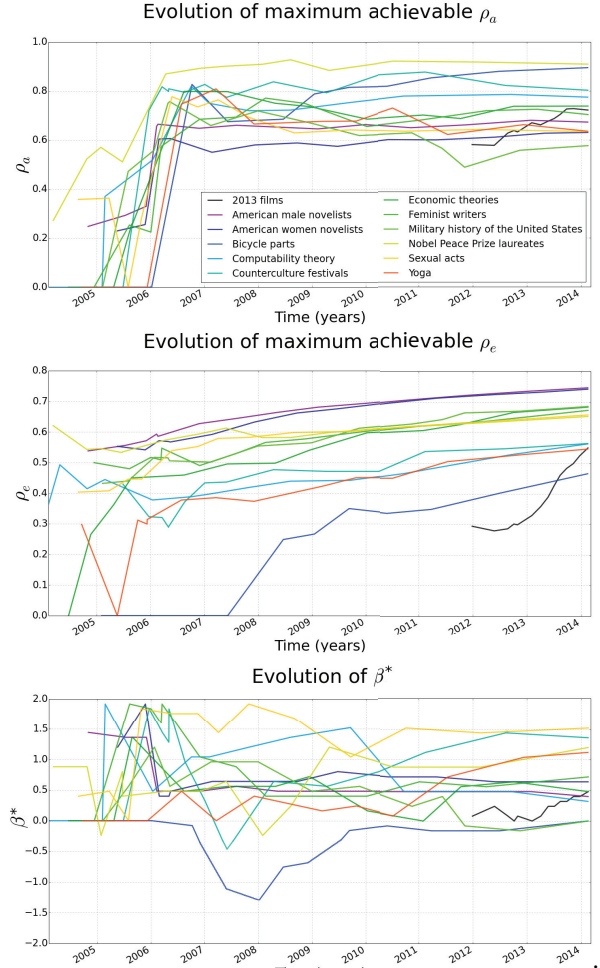 Evolution of maximum achievable ρₐ
1.0
0.8
0.6
0.4
0.2
0.0
ρₐ
2013 films
American male novelists
American women novelists
Bicycle parts
Computability theory
Counterculture festivals
Economic theories
Feminist writers
Military history of the United States
Nobel Peace Prize laureates
Sexual acts
Yoga
2005 2006 2007 2008 2009 2010 2011 2012 2013 2014
Time (years)
Evolution of maximum achievable ρₑ
0.8
0.7
0.6
0.5
0.4
0.3
0.2
0.1
0.0
ρₑ
2005 2006 2007 2008 2009 2010 2011 2012 2013 2014
Time (years)
Evolution of β*
2.0
1.5
1.0
0.5
0.0
−0.5
−1.0
−1.5
−2.0
β*
2005 2006 2007 2008 2009 2010 2011 2012 2013 2014